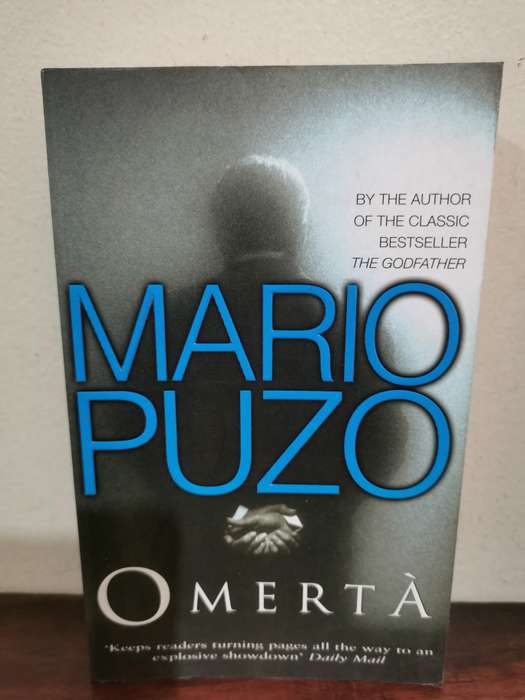 BY THE AUTHOR
OF THE CLASSIC
BESTSELLER
THE GODFATHER
MARIO
PUZO
OMERTÀ
'Keeps readers turning pages all the way to an
explosive showdown' Daily Mail